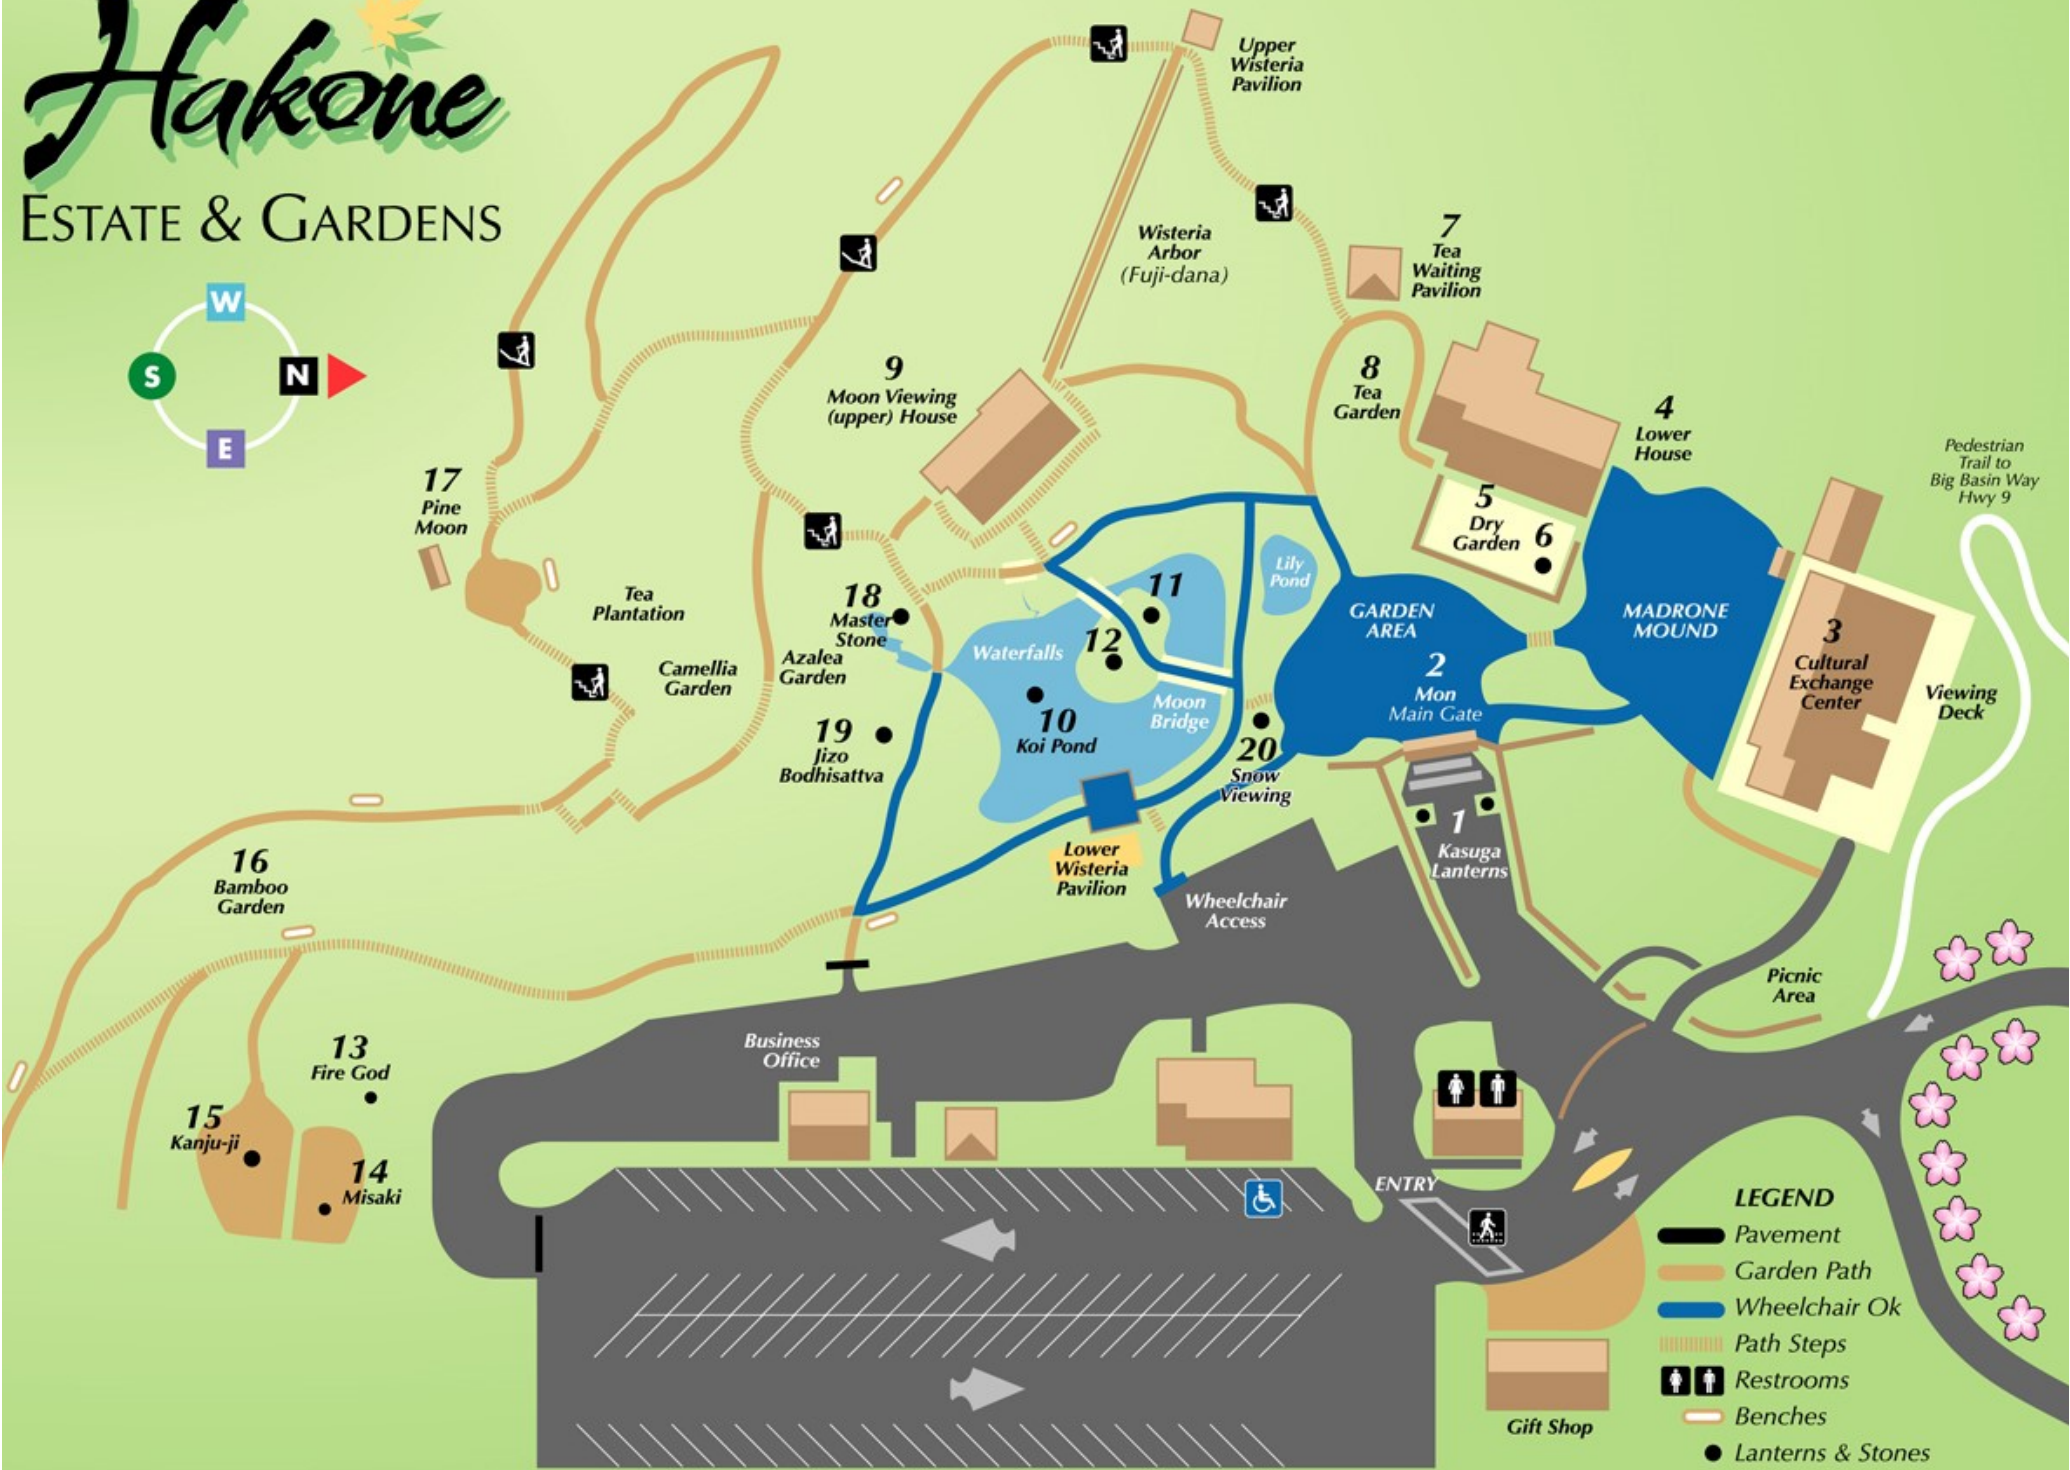 Hakone
ESTATE & GARDENS
W
S
N
E
Upper
Wisteria
Pavilion
Wisteria
Arbor
(Fuji-dana)
7
Tea
Waiting
Pavilion
8
Tea
Garden
9
Moon Viewing
(upper) House
4
Lower
House
5
Dry
Garden
6
Pedestrian
Trail to
Big Basin Way
Hwy 9
17
Pine
Moon
Tea
Plantation
Camellia
Garden
Azalea
Garden
18
Master
Stone
Waterfalls
11
12
Lily
Pond
GARDEN
AREA
MADRONE
MOUND
3
Cultural
Exchange
Center
Viewing
Deck
2
Mon
Main Gate
Moon
Bridge
10
Koi Pond
19
Jizo
Bodhisattva
20
Snow
Viewing
1
Kasuga
Lanterns
Lower
Wisteria
Pavilion
Wheelchair
Access
16
Bamboo
Garden
Picnic
Area
Business
Office
13
Fire God
15
Kanju-ji
14
Misaki
ENTRY
Gift Shop
LEGEND
Pavement
Garden Path
Wheelchair Ok
Path Steps
Restrooms
Benches
Lanterns & Stones